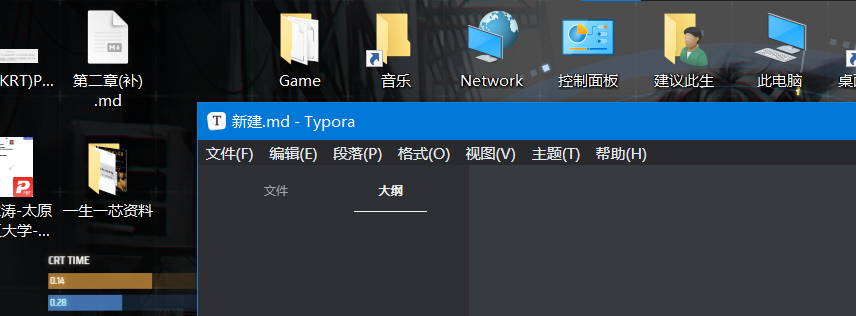 KRT)P...
第二章(补)
.md
Game
音乐
Network
控制面板
建议此生
此电脑
T 新建.md - Typora
文件(F) 编辑(E) 段落(P) 格式(O) 视图(V) 主题(T) 帮助(H)
文件 大纲
涛-太原
大学-...
一生一芯资料
CRT TIME
0.14
0.28